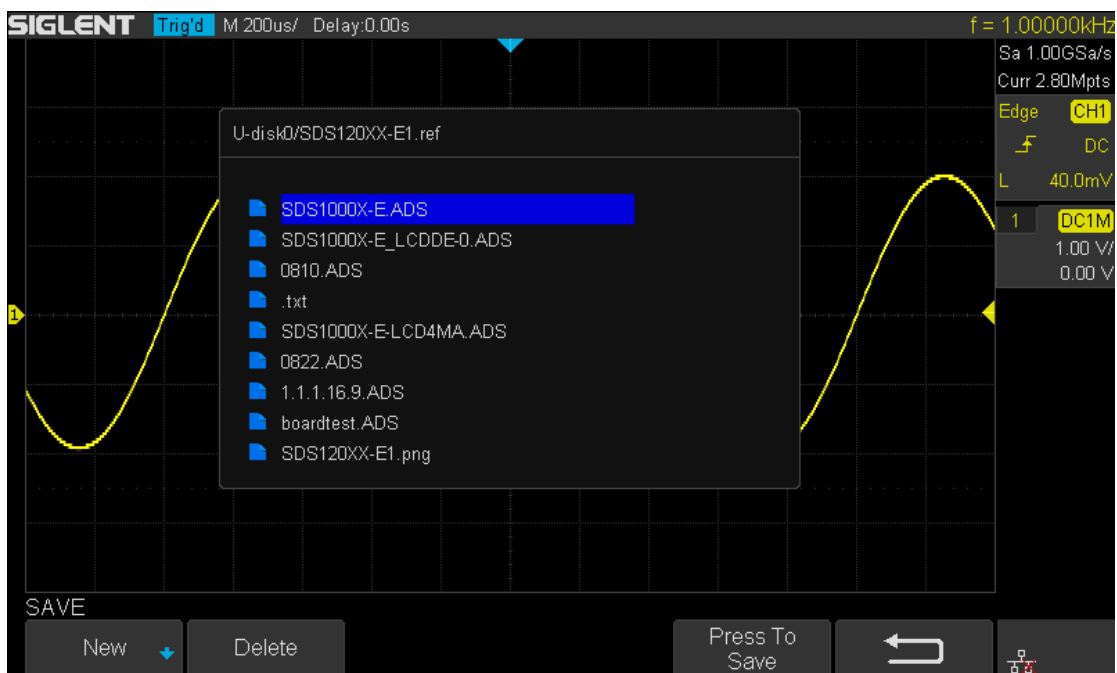 SIGLENT Trig'd M 200us/ Delay:0.00s f = 1.00000kHz
Sa 1.00GSa/s
Curr 2.80Mpts
Edge CH1
DC
L 40.0mV
1 DC1M
1.00 V/
0.00 V
U-disk0/SDS120XX-E1.ref
SDS1000X-E.ADS
SDS1000X-E_LCDDE-0.ADS
0810.ADS
.txt
SDS1000X-E-LCD4MA.ADS
0822.ADS
1.1.1.16.9.ADS
boardtest.ADS
SDS120XX-E1.png
1
SAVE
New Delete Press To
Save